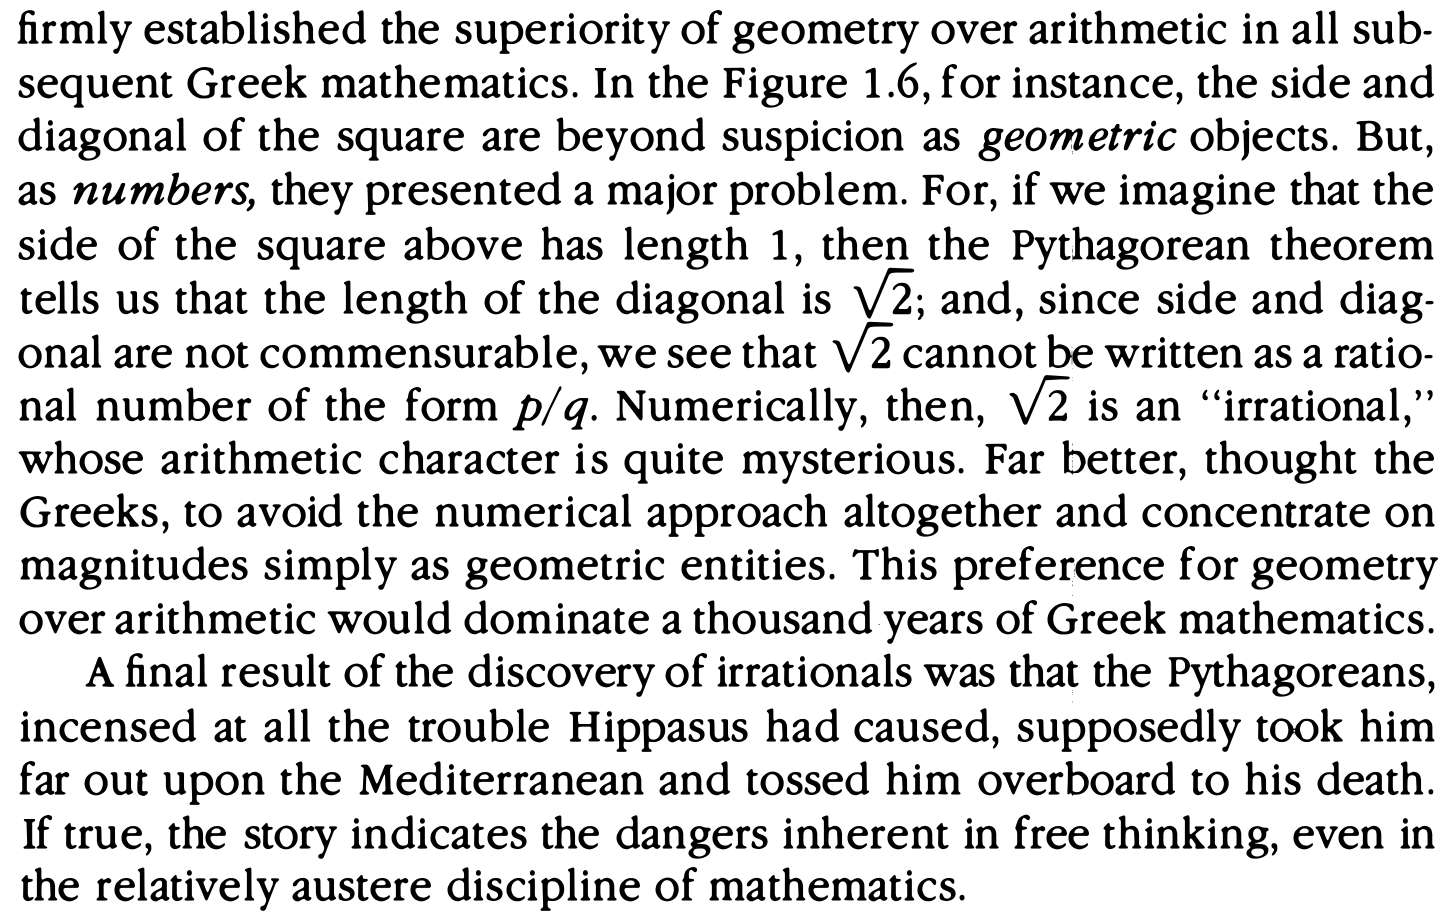 firmly established the superiority of geometry over arithmetic in all sub-
sequent Greek mathematics. In the Figure 1.6, for instance, the side and
diagonal of the square are beyond suspicion as geometric objects. But,
as numbers, they presented a major problem. For, if we imagine that the
side of the square above has length 1, then the Pythagorean theorem
tells us that the length of the diagonal is √2; and, since side and diag-
onal are not commensurable, we see that √2 cannot be written as a ratio-
nal number of the form p/q. Numerically, then, √2 is an ‘‘irrational,’’
whose arithmetic character is quite mysterious. Far better, thought the
Greeks, to avoid the numerical approach altogether and concentrate on
magnitudes simply as geometric entities. This preference for geometry
over arithmetic would dominate a thousand years of Greek mathematics.
A final result of the discovery of irrationals was that the Pythagoreans,
incensed at all the trouble Hippasus had caused, supposedly took him
far out upon the Mediterranean and tossed him overboard to his death.
If true, the story indicates the dangers inherent in free thinking, even in
the relatively austere discipline of mathematics.